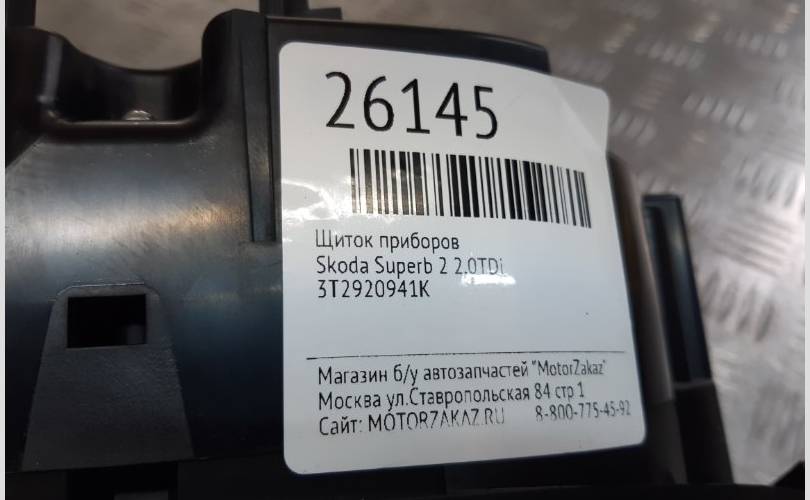 26145
Щиток приборов
Skoda Superb 2 2.0TDi
3T2920941K
Магазин б/у автозапчастей "MotorZakaz"
Москва ул.Ставропольская 84 стр 1
Сайт: MOTORZAKAZ.RU 8-800-775-45-92